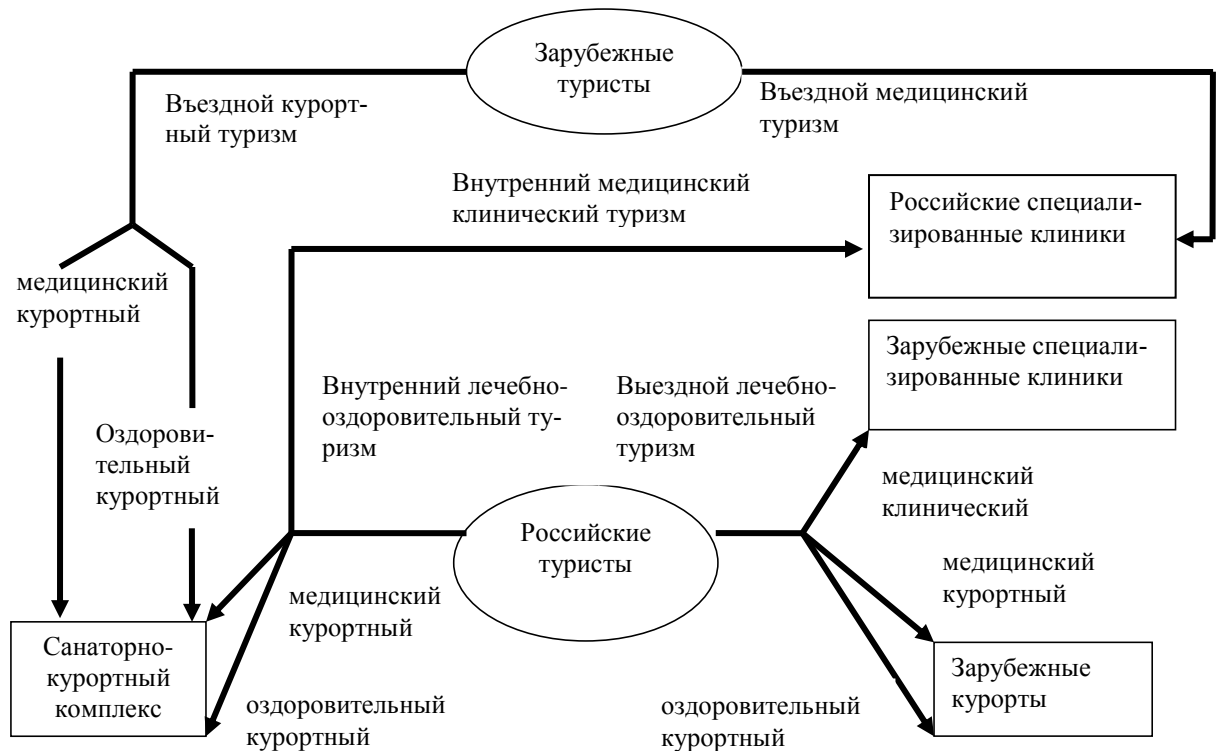 Зарубежные
туристы
Въездной курорт-
ный туризм
Въездной медицинский
туризм
Внутренний медицинский
клинический туризм
Российские специали-
зированные клиники
медицинский
курортный
Зарубежные специали-
зированные клиники
Внутренний лечебно-
оздоровительный ту-
ризм
Выездной лечебно-
оздоровительный
туризм
Оздорови-
тельный
курортный
медицинский
клинический
Российские
туристы
медицинский
курортный
медицинский
курортный
Санаторно-
курортный
комплекс
Зарубежные
курорты
оздоровительный
курортный
оздоровительный
курортный